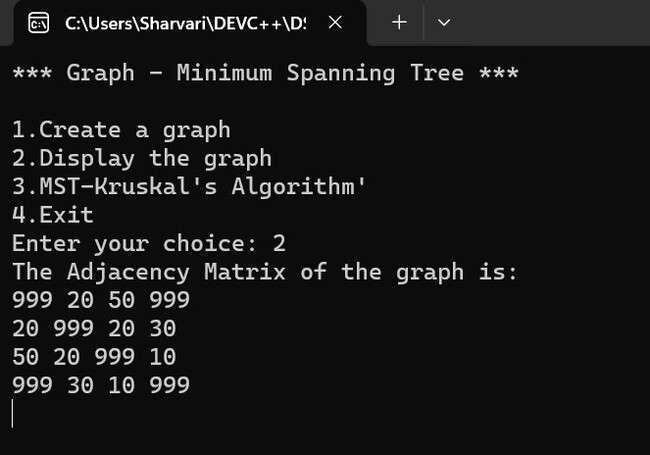 C:\Users\Sharvari\DEVC++\D:
*** Graph - Minimum Spanning Tree ***
1.Create a graph
2.Display the graph
3.MST-Kruskal's Algorithm'
4.Exit
Enter your choice: 2
The Adjacency Matrix of the graph is:
999 20 50 999
20 999 20 30
50 20 999 10
999 30 10 999